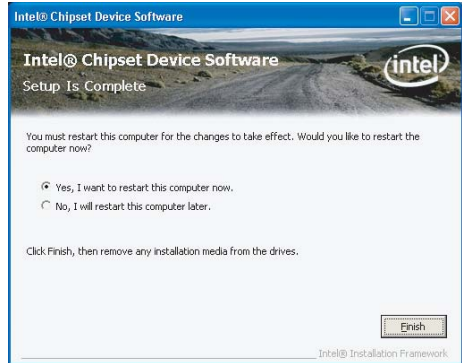 Intel® Chipset Device Software
Intel® Chipset Device Software
Setup Is Complete
intel
You must restart this computer for the changes to take effect. Would you like to restart the
computer now?
Yes, I want to restart this computer now.
No, I will restart this computer later.
Click Finish, then remove any installation media from the drives.
Finish
Intel® Installation Framework